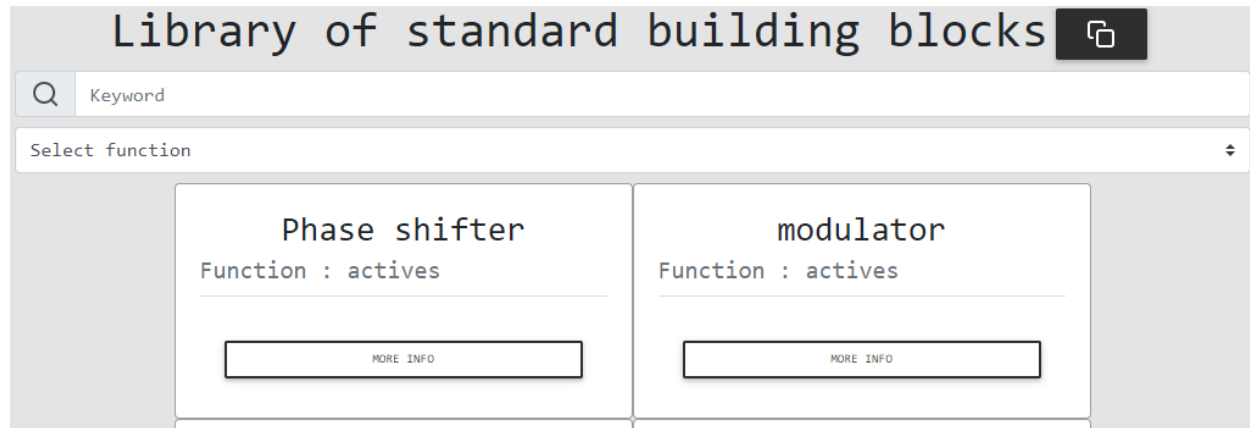 Library of standard building blocks
Keyword
Select function
Phase shifter
Function : actives
MORE INFO
modulator
Function : actives
MORE INFO